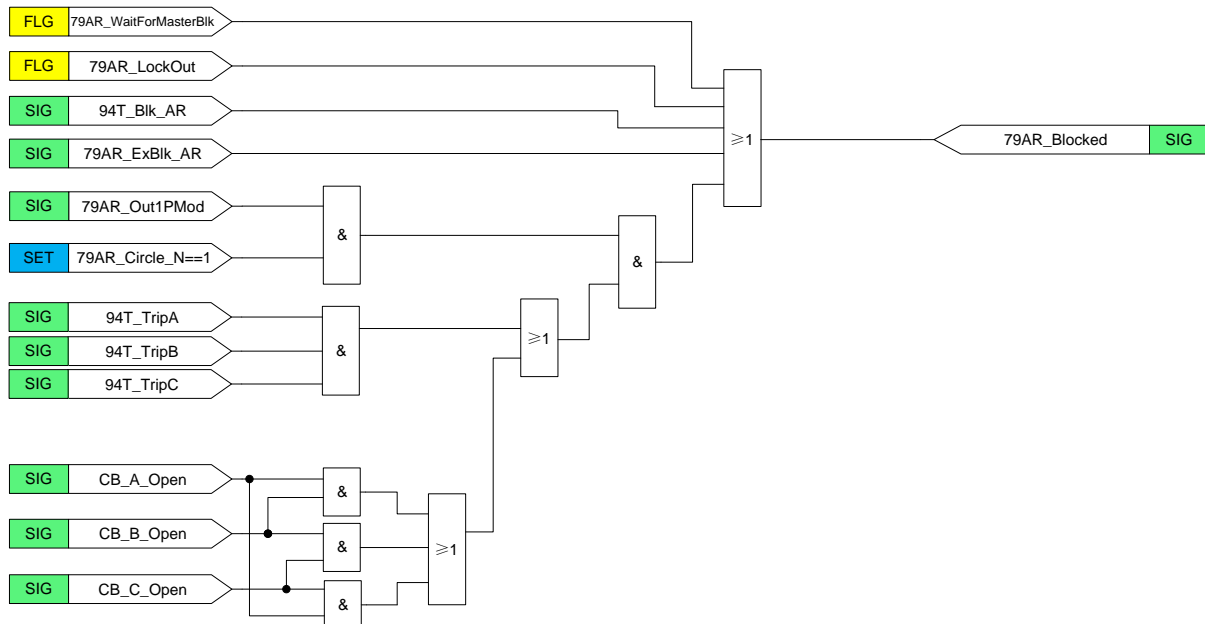 FLG 79AR_WaitForMasterBlk
FLG 79AR_LockOut
SIG 94T_Blk_AR
≥1
79AR_Blocked SIG
SIG 79AR_ExBlk_AR
SIG 79AR_Out1PMod
&
&
SET 79AR_Circle_N==1
SIG 94T_TripA
≥1
SIG 94T_TripB
&
SIG 94T_TripC
SIG CB_A_Open
&
SIG CB_B_Open
&
≥1
SIG CB_C_Open
&